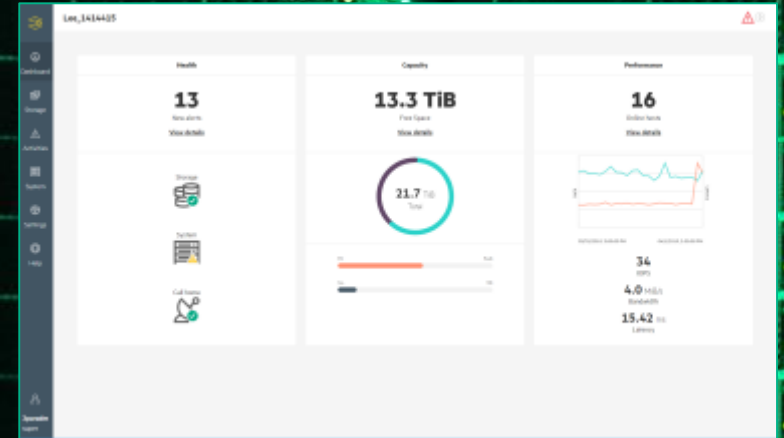 Los_1414415
Dashboard
Storage
Activities
System
Settings
Help
Health
13
New alerts
View details
Storage
System
Call home
Capacity
13.3 TiB
Free Space
View details
21.7 TiB
Total
Performance
16
Online hosts
View details
34
IOPS
4.0 MiB/s
Bandwidth
15.42 ms
Latency